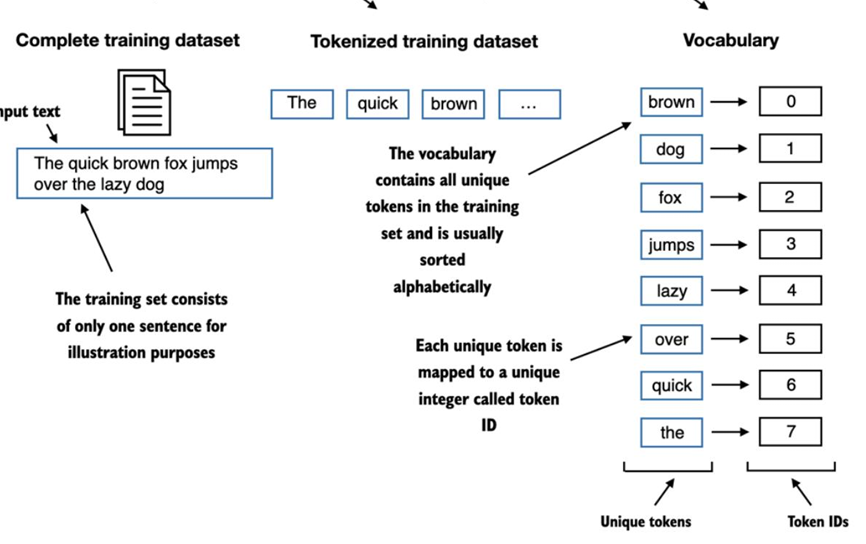 Complete training dataset
Tokenized training dataset
Vocabulary
nput text
The quick brown fox jumps
over the lazy dog
The training set consists
of only one sentence for
illustration purposes
The
quick
brown
...
The vocabulary
contains all unique
tokens in the training
set and is usually
sorted
alphabetically
Each unique token is
mapped to a unique
integer called token
ID
brown 0
dog 1
fox 2
jumps 3
lazy 4
over 5
quick 6
the 7
Unique tokens
Token IDs